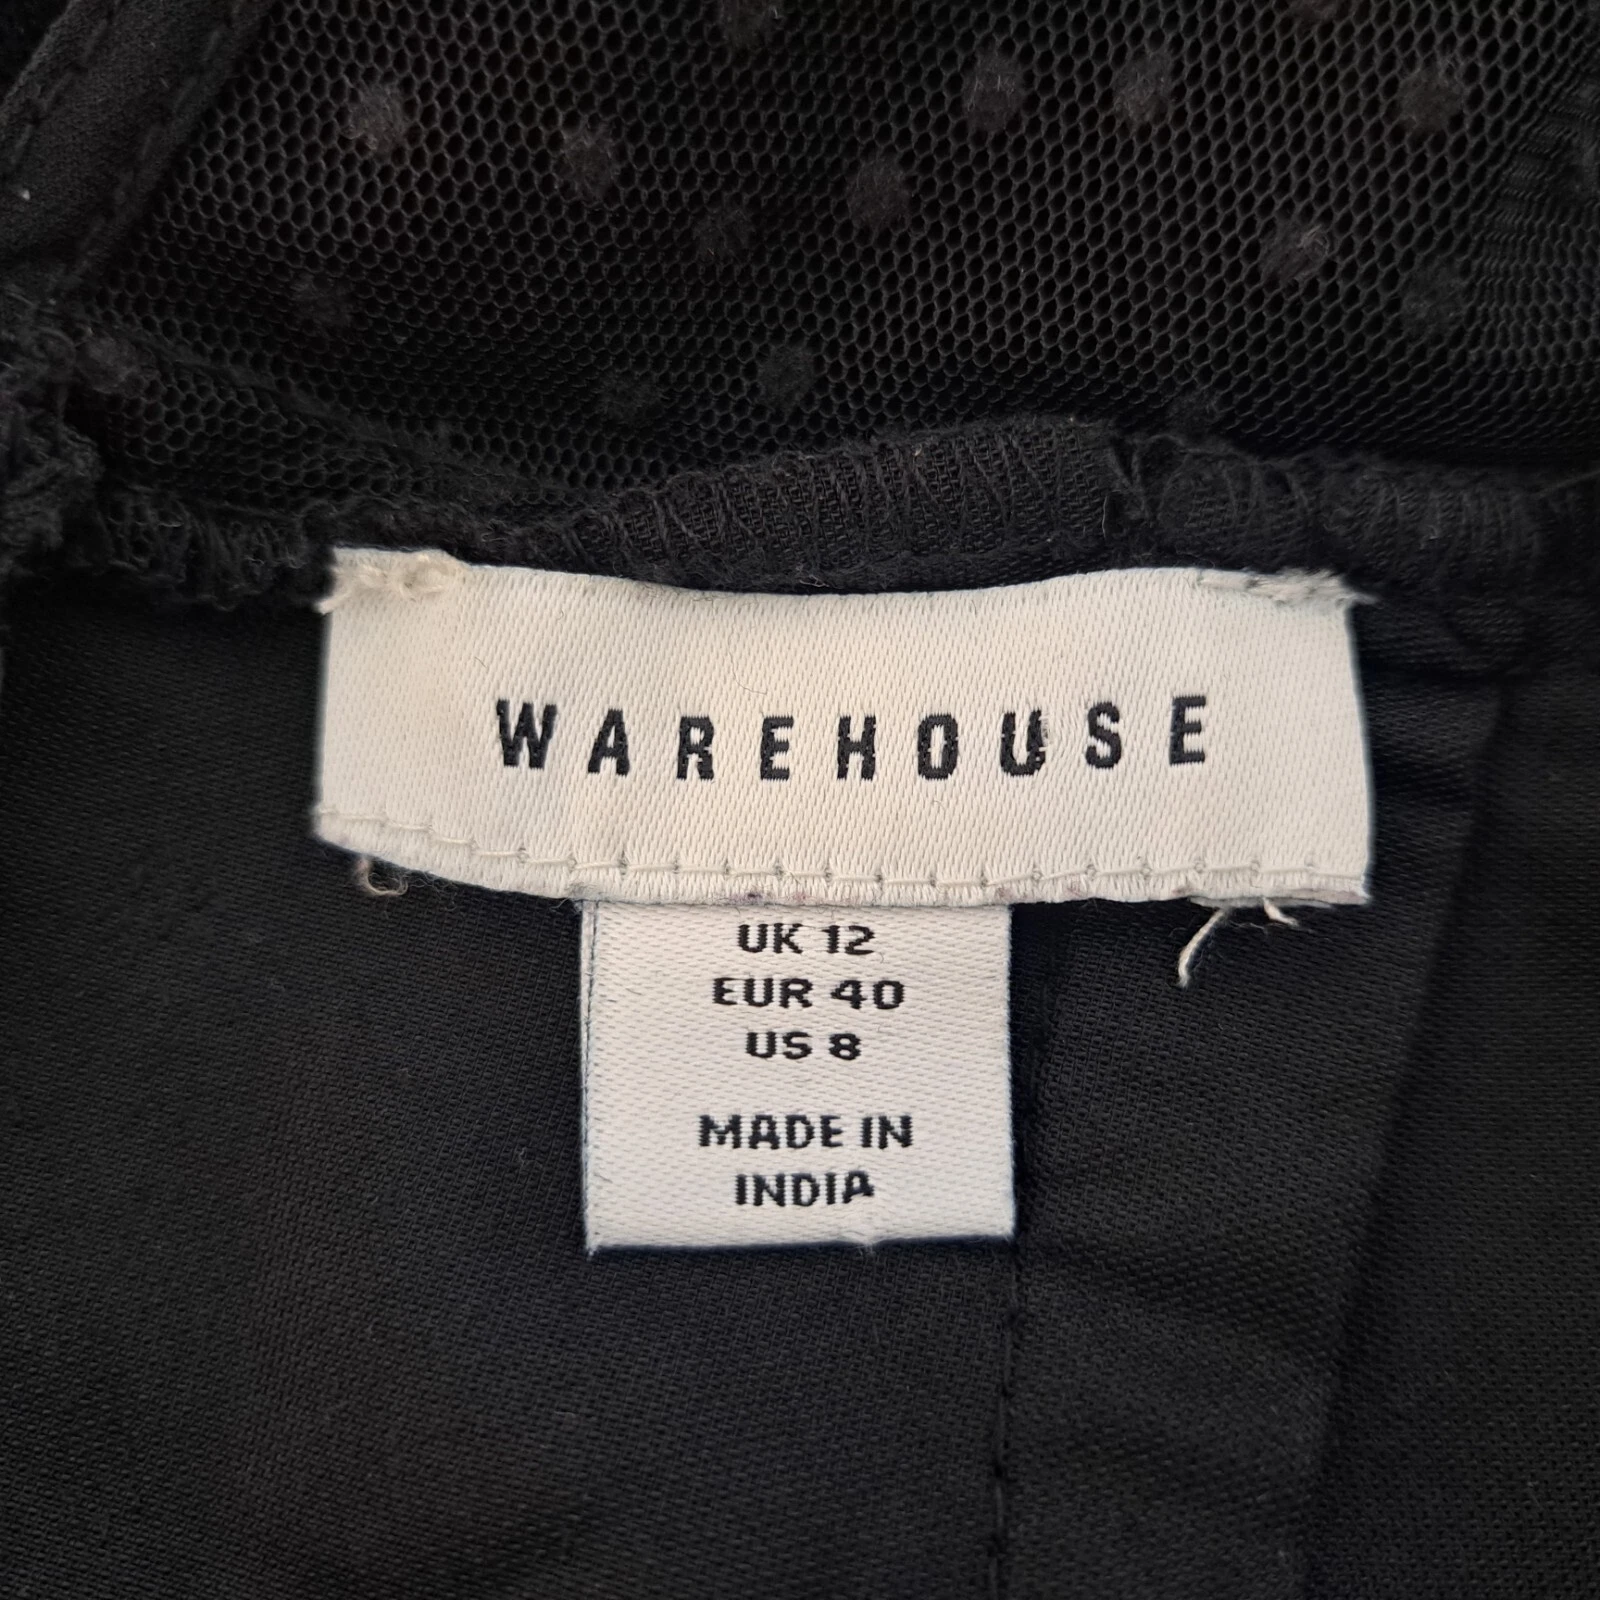 WAREHOUSE
UK 12
EUR 40
US 8
MADE IN
INDIA